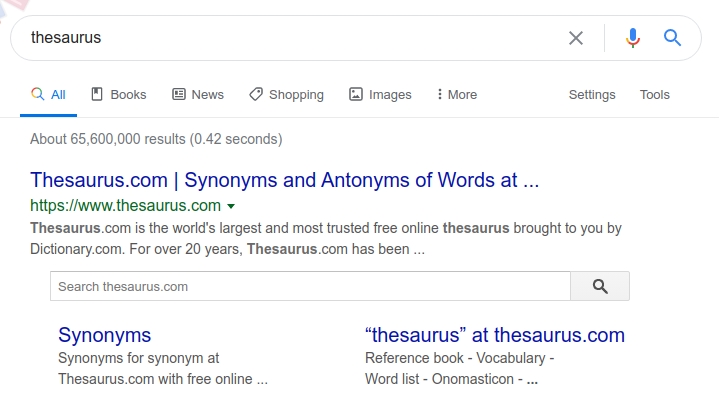 thesaurus
All Books News Shopping Images More Settings Tools
About 65,600,000 results (0.42 seconds)
Thesaurus.com | Synonyms and Antonyms of Words at ...
https://www.thesaurus.com
Thesaurus.com is the world's largest and most trusted free online thesaurus brought to you by
Dictionary.com. For over 20 years, Thesaurus.com has been ...
Search thesaurus.com
Synonyms
Synonyms for synonym at
Thesaurus.com with free online ...
“thesaurus” at thesaurus.com
Reference book - Vocabulary -
Word list - Onomasticon - ...